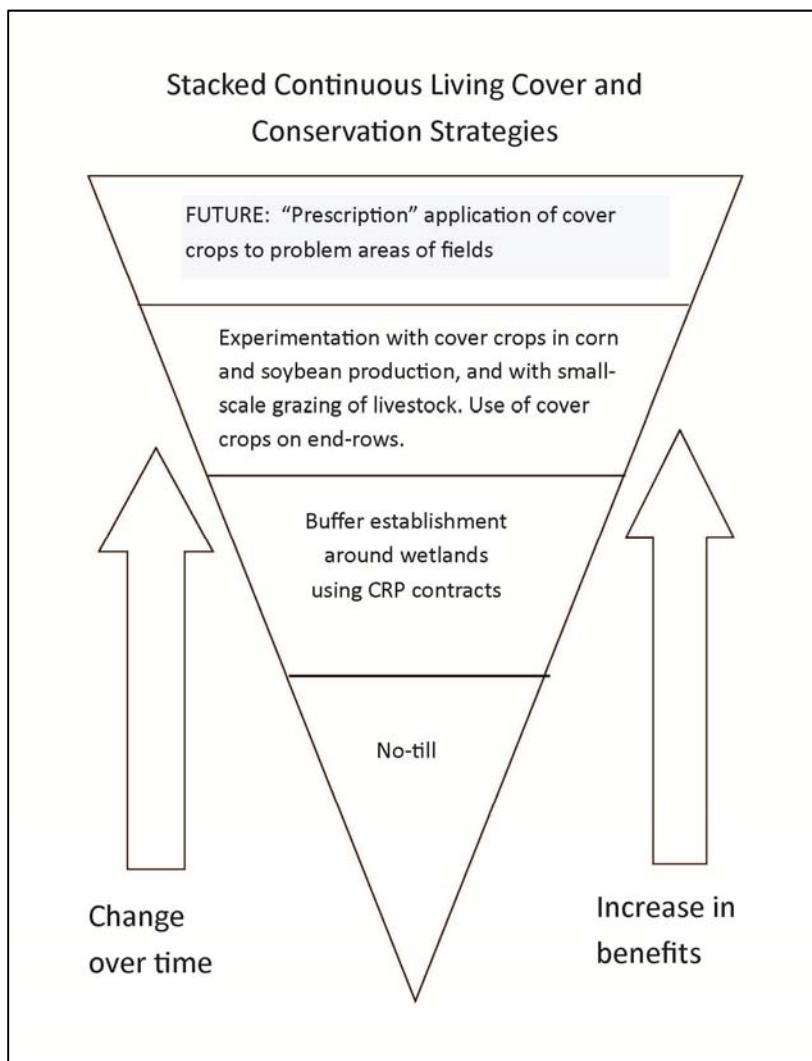 Stacked Continuous Living Cover and
Conservation Strategies
FUTURE: “Prescription” application of cover
crops to problem areas of fields
Experimentation with cover crops in corn
and soybean production, and with small-
scale grazing of livestock. Use of cover
crops on end-rows.
Buffer establishment
around wetlands
using CRP contracts
No-till
Change
over time
Increase in
benefits